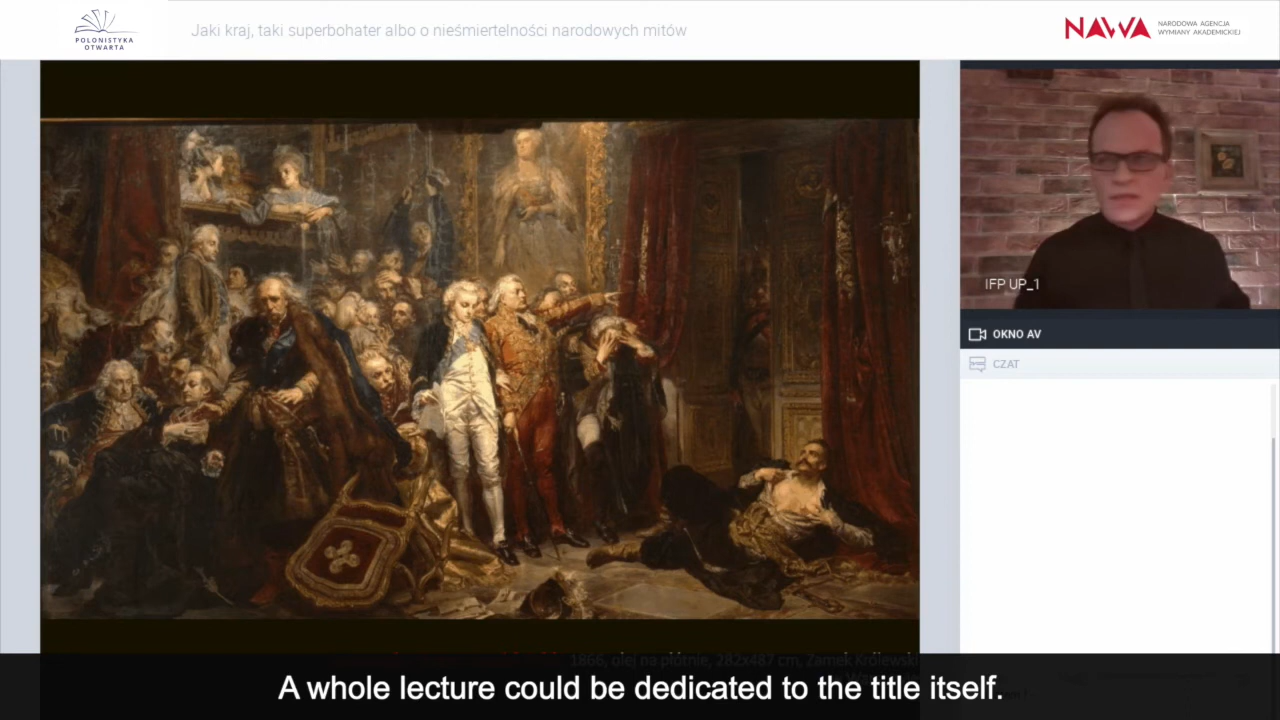 POLONISTYKA
OTWARTA
Jaki kraj, taki superbohater albo o nieśmiertelności narodowych mitów
NAWA
NARODOWA AGENCJA
WYMIANY AKADEMICKIEJ
IFP UP_1
OKNO AV
CZAT
1866, olej na płótnie, 282x487 cm, Zamek Królewski
A whole lecture could be dedicated to the title itself.